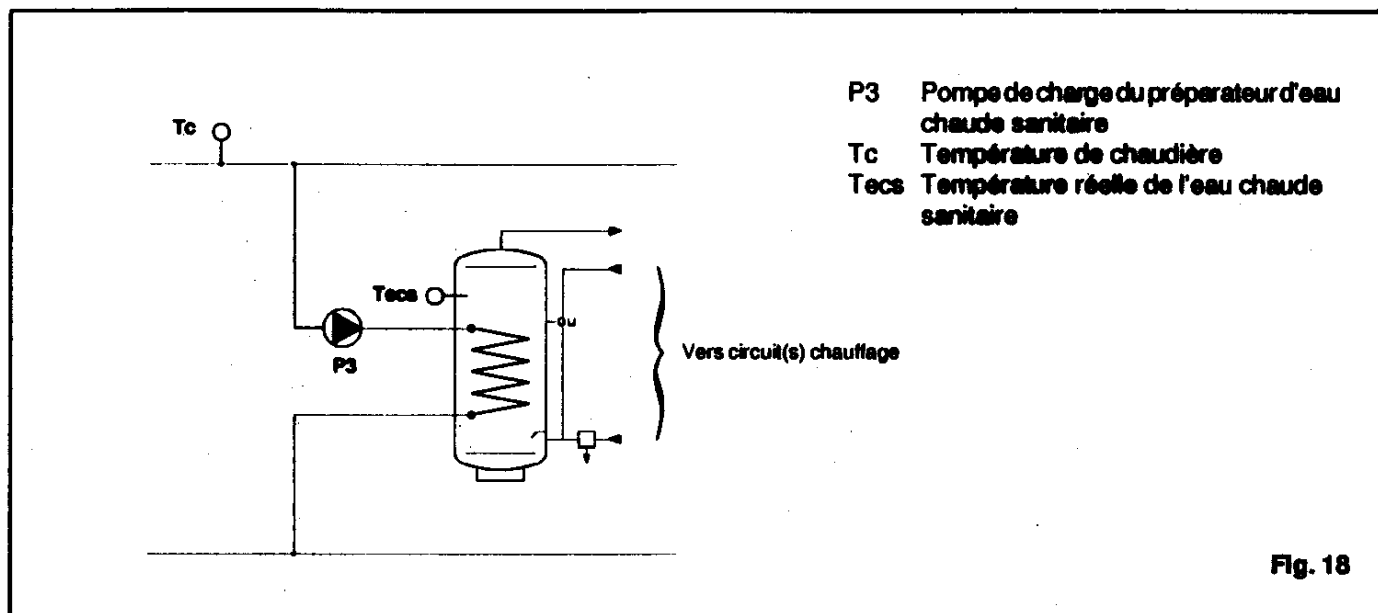 P3 Pompe de charge du préparateur d'eau
chaude sanitaire
Tc Température de chaudière
Tecs Température réelle de l'eau chaude
sanitaire
Tc
Tecs
ou
P3
Vers circuit(s) chauffage
Fig. 18